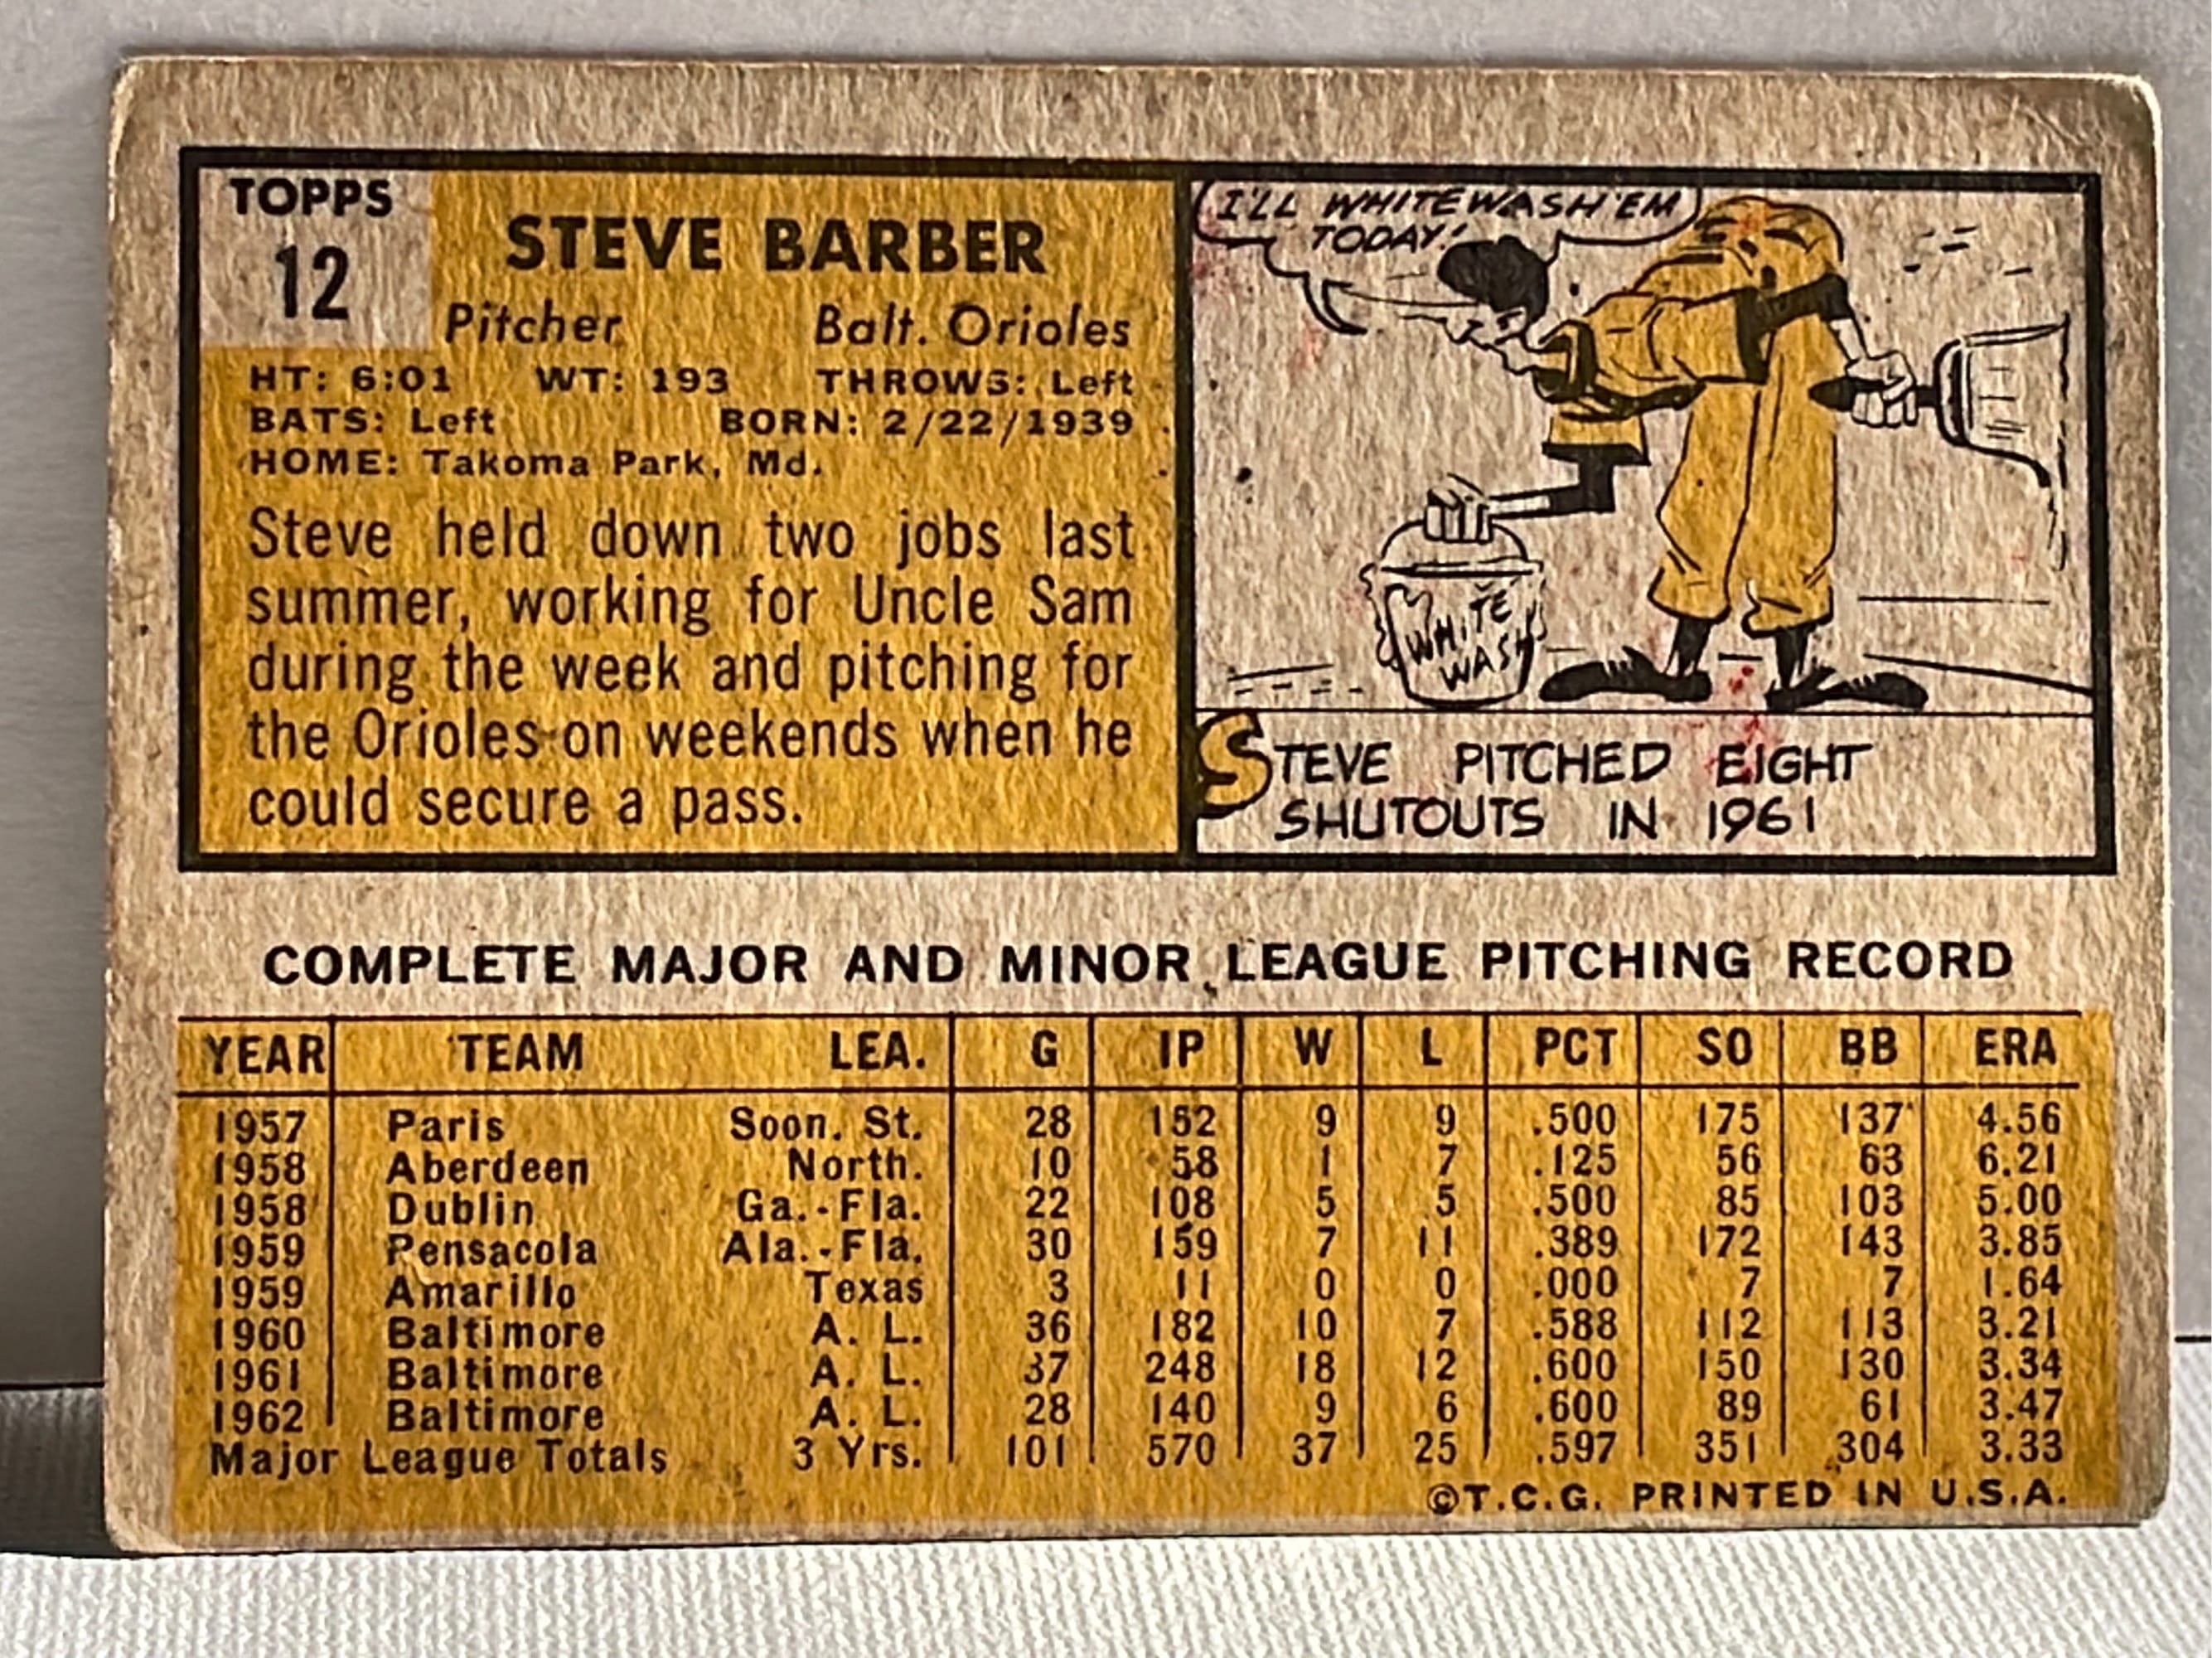 TOPPS
12
STEVE BARBER
Pitcher Balt. Orioles
HT: 6:01 WT: 193 THROWS: Left
BATS: Left BORN: 2/22/1939
HOME: Takoma Park, Md.
Steve held down two jobs last
summer, working for Uncle Sam
during the week and pitching for
the Orioles on weekends when he
could secure a pass.
I'LL WHITEWASH 'EM
TODAY!
WHITE
WASH
STEVE PITCHED EIGHT
SHUTOUTS IN 1961
COMPLETE MAJOR AND MINOR LEAGUE PITCHING RECORD
YEAR TEAM LEA. G IP W L PCT SO BB ERA
1957 Paris Soon. St. 28 152 9 9 .500 175 137 4.56
1958 Aberdeen North. 10 58 1 7 .125 56 63 6.21
1958 Dublin Ga.-Fla. 22 108 5 5 .500 85 103 5.00
1959 Pensacola Ala.-Fla. 30 159 7 11 .389 172 143 3.85
1959 Amarillo Texas 3 11 0 0 .000 7 7 1.64
1960 Baltimore A. L. 36 182 10 7 .588 112 113 3.21
1961 Baltimore A. L. 37 248 18 12 .600 150 130 3.34
1962 Baltimore A. L. 28 140 9 6 .600 89 61 3.47
Major League Totals 3 Yrs. 101 570 37 25 .597 351 304 3.33
©T.C.G. PRINTED IN U.S.A.